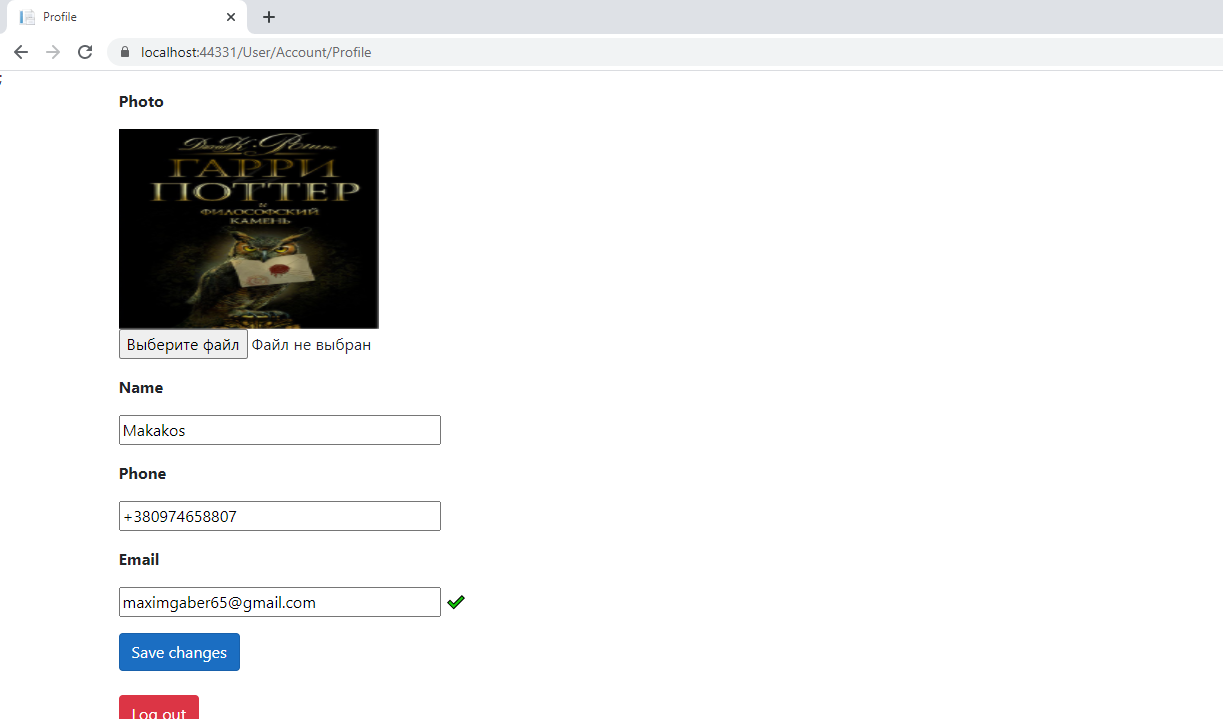 Profile
localhost:44331/User/Account/Profile
;
Photo
Джоан К. Ролинг
ГАРРИ
ПОТТЕР
и
ФИЛОСОФСКИЙ
КАМЕНЬ
Выберите файл Файл не выбран
Name
Makakos
Phone
+380974658807
Email
maximgaber65@gmail.com
Save changes
Log out